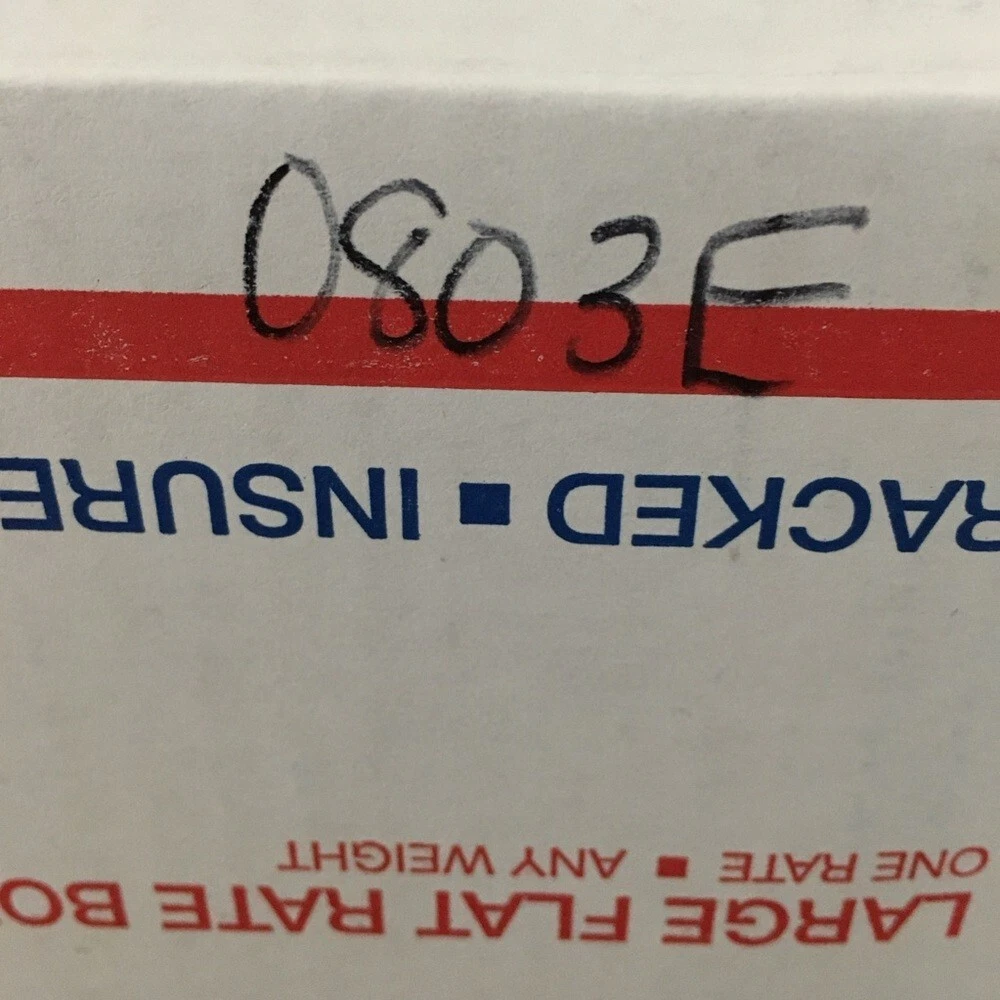 0803E
LARGE FLAT RATE BO
ONE RATE ■ ANY WEIGHT
RACKED ■ INSURE